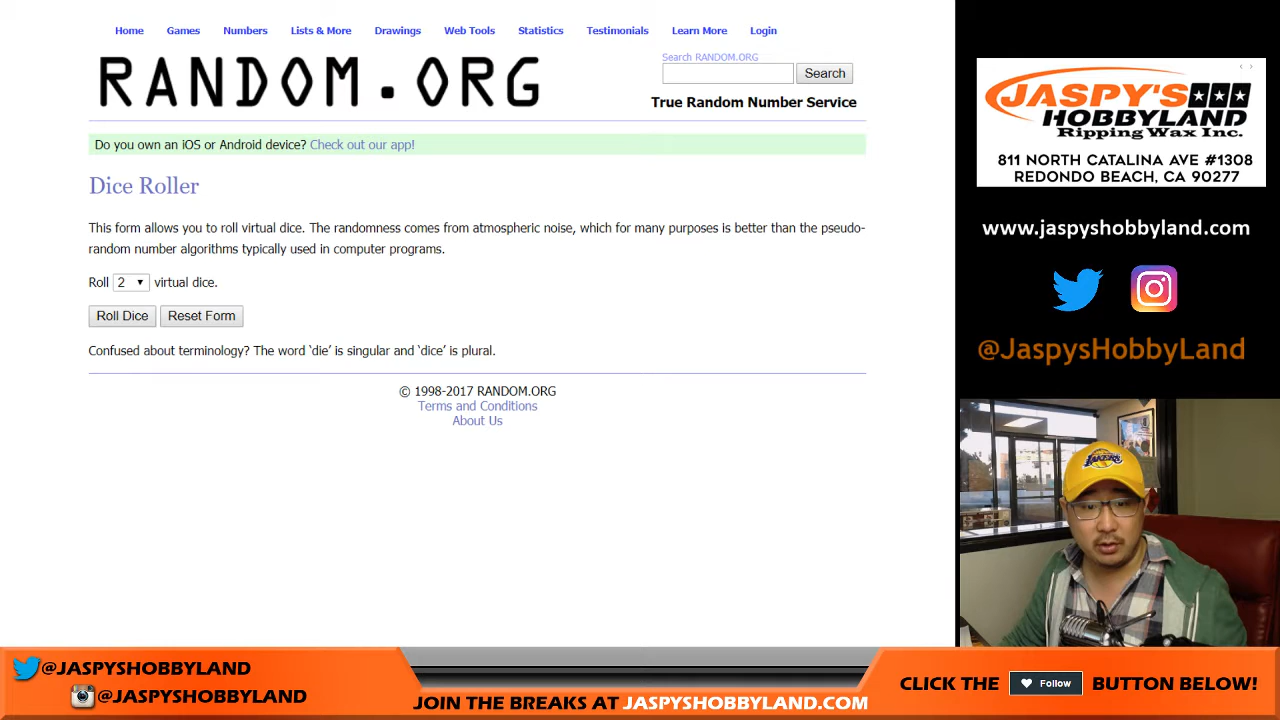 Home Games Numbers Lists & More Drawings Web Tools Statistics Testimonials Learn More Login
RANDOM.ORG
Search RANDOM.ORG
Search
True Random Number Service
Do you own an iOS or Android device? Check out our app!
Dice Roller
This form allows you to roll virtual dice. The randomness comes from atmospheric noise, which for many purposes is better than the pseudo-
random number algorithms typically used in computer programs.
Roll 2 virtual dice.
Roll Dice Reset Form
Confused about terminology? The word ‘die’ is singular and ‘dice’ is plural.
© 1998-2017 RANDOM.ORG
Terms and Conditions
About Us
JASPY'S
HOBBYLAND
Ripping Wax Inc.
811 NORTH CATALINA AVE #1308
REDONDO BEACH, CA 90277
www.jaspyshobbyland.com
@JaspysHobbyLand
LAKERS
@JASPYSHOBBYLAND
@JASPYSHOBBYLAND
JOIN THE BREAKS AT JASPYSHOBBYLAND.COM
CLICK THE Follow BUTTON BELOW!